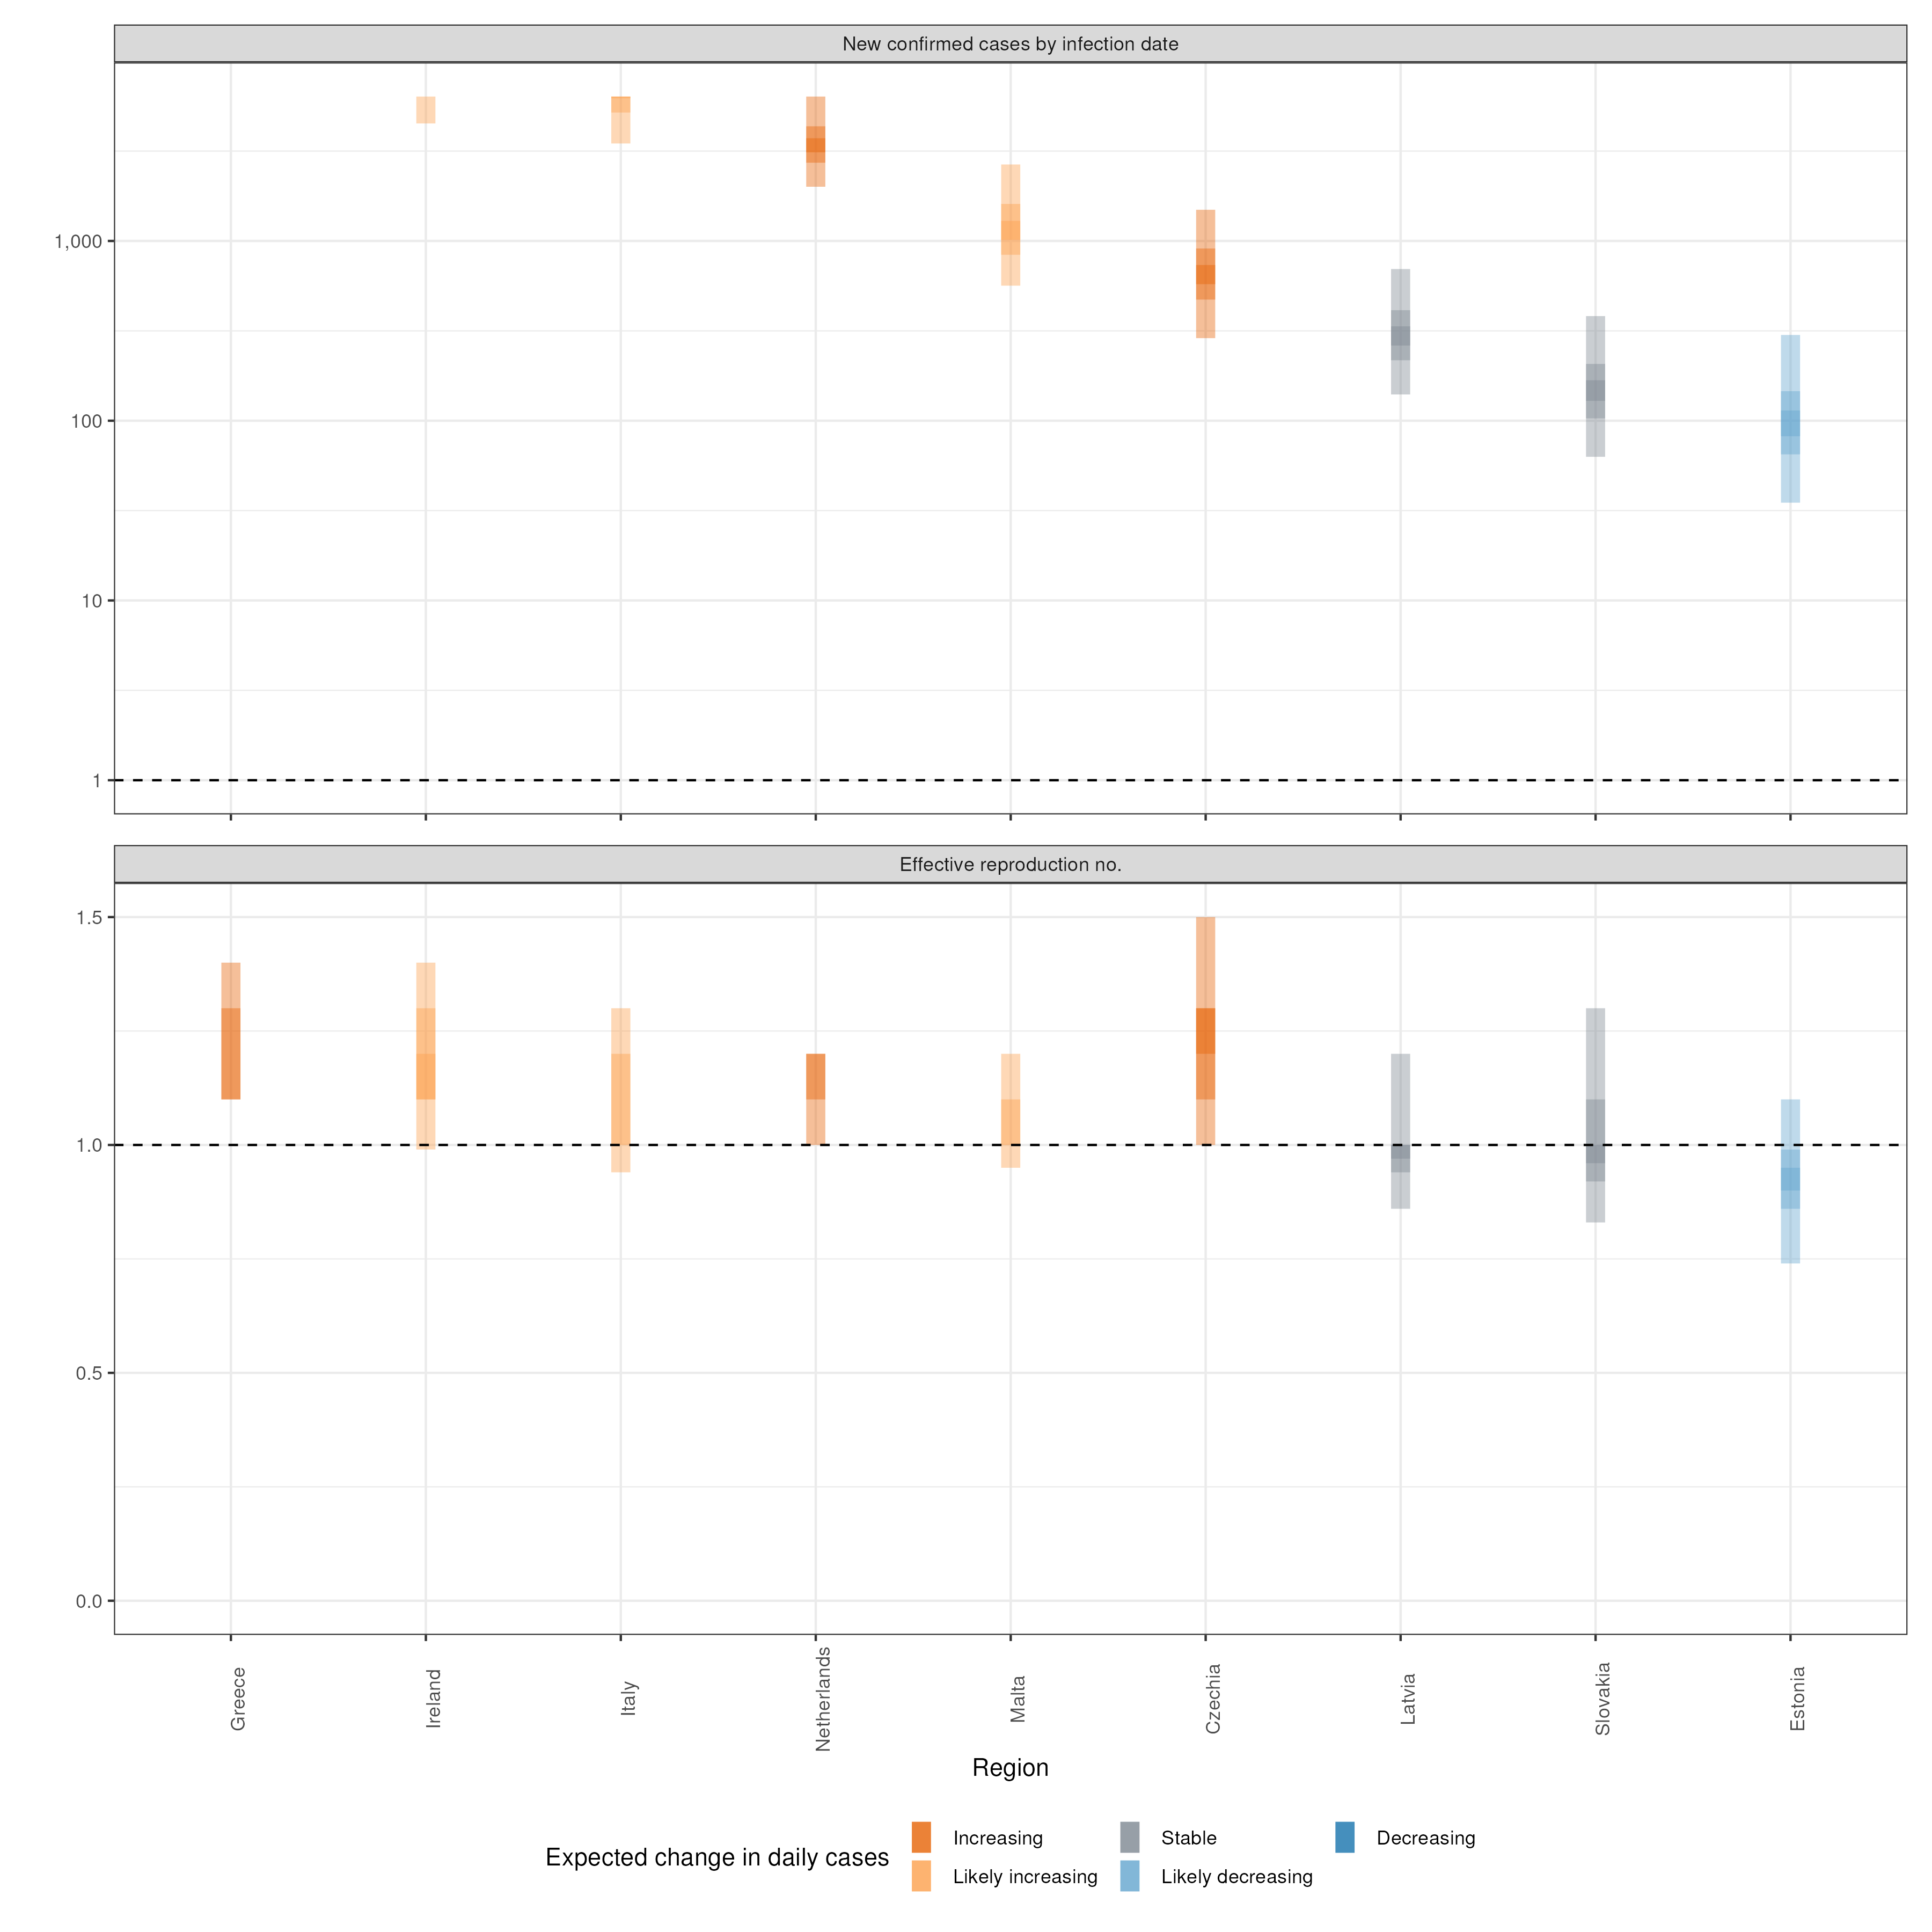 New confirmed cases by infection date
1,000
100
10
1
Effective reproduction no.
1.5
1.0
0.5
0.0
Greece
Ireland
Italy
Netherlands
Malta
Czechia
Latvia
Slovakia
Estonia
Region
Expected change in daily cases
Increasing
Likely increasing
Stable
Likely decreasing
Decreasing